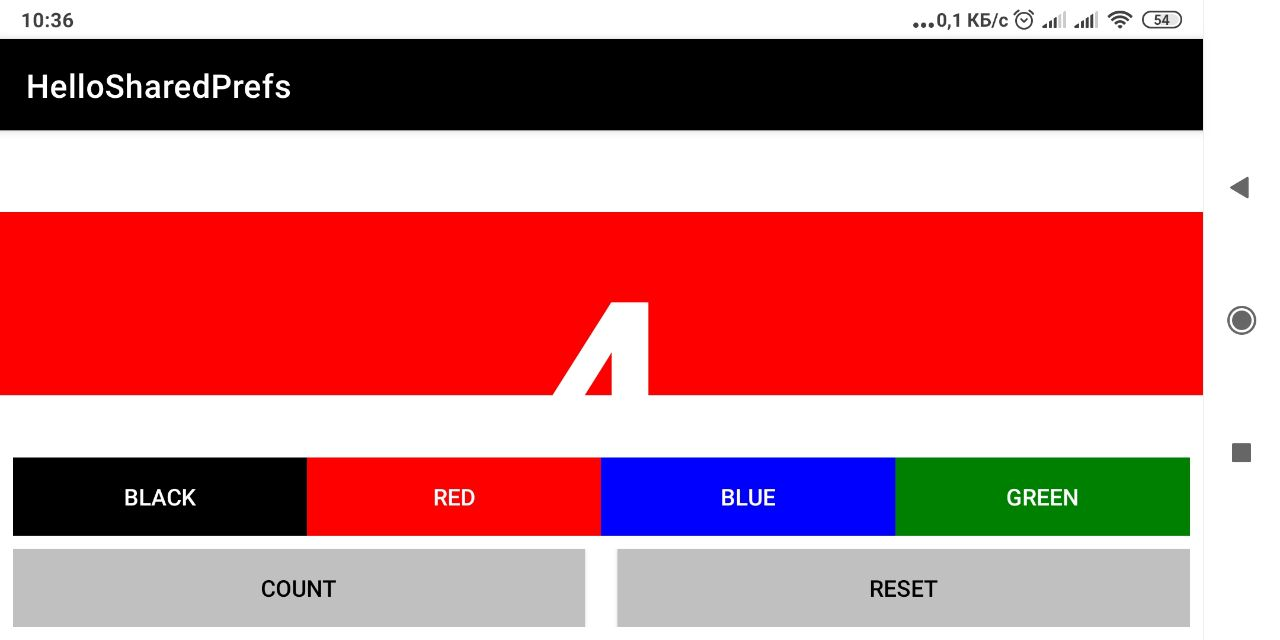 10:36 ...0,1 КБ/с 54
HelloSharedPrefs
4
BLACK RED BLUE GREEN
COUNT RESET